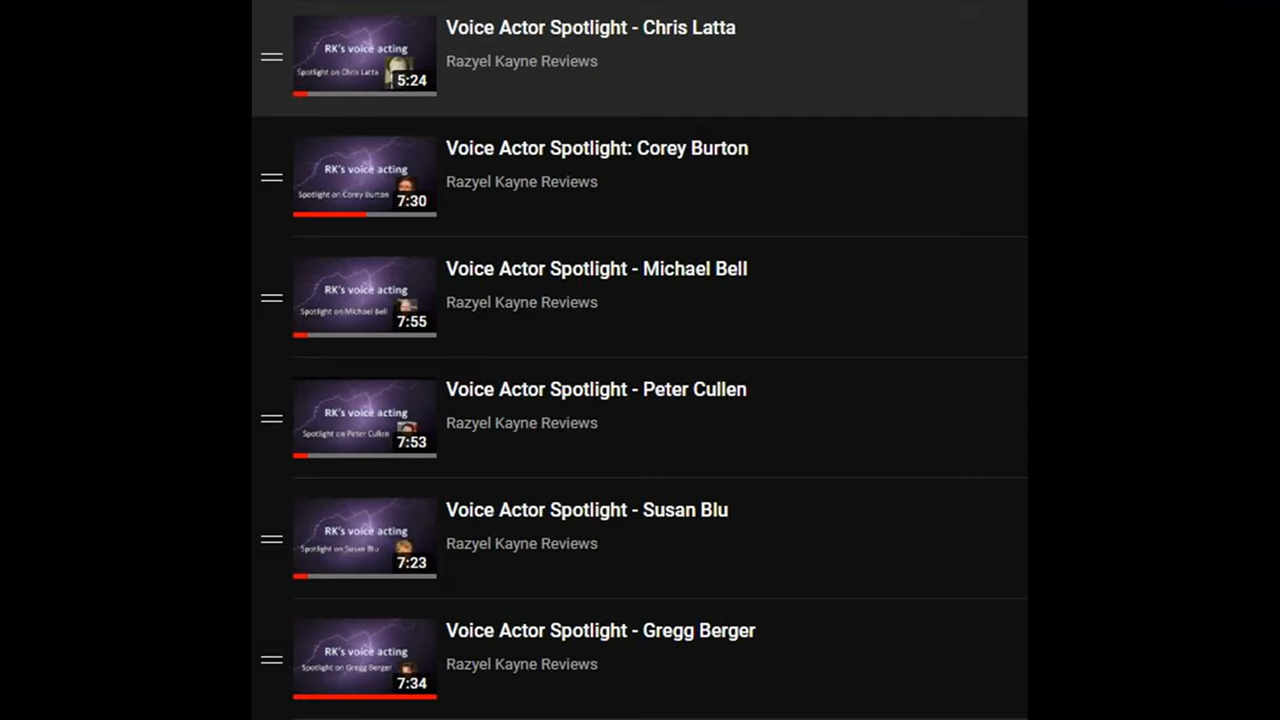 Voice Actor Spotlight - Chris Latta
Razyel Kayne Reviews
RK's voice acting
Spotlight on Chris Latta
5:24
Voice Actor Spotlight: Corey Burton
Razyel Kayne Reviews
RK's voice acting
Spotlight on Corey Burton
7:30
Voice Actor Spotlight - Michael Bell
Razyel Kayne Reviews
RK's voice acting
Spotlight on Michael Bell
7:55
Voice Actor Spotlight - Peter Cullen
Razyel Kayne Reviews
RK's voice acting
Spotlight on Peter Cullen
7:53
Voice Actor Spotlight - Susan Blu
Razyel Kayne Reviews
RK's voice acting
Spotlight on Susan Blu
7:23
Voice Actor Spotlight - Gregg Berger
Razyel Kayne Reviews
RK's voice acting
Spotlight on Gregg Berger
7:34